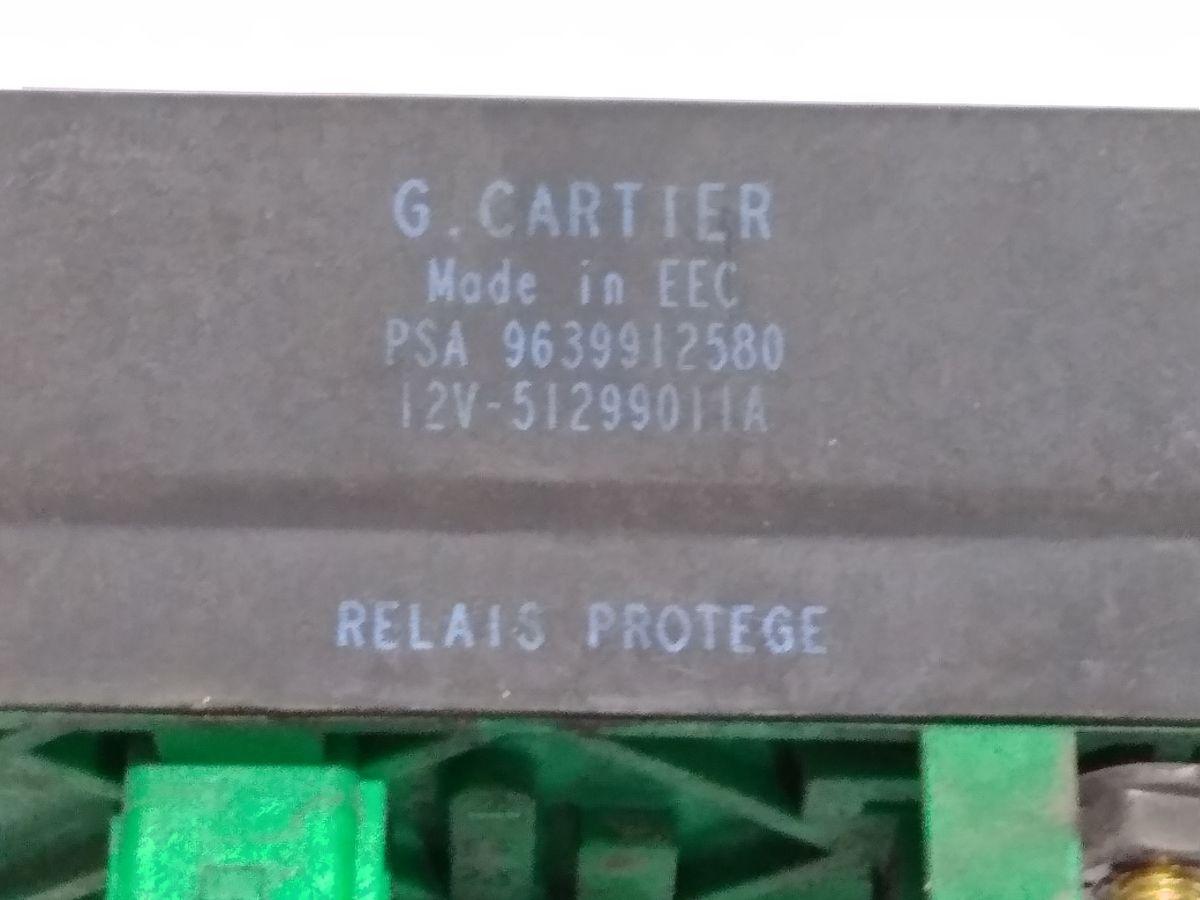 G.CARTIER
Made in EEC
PSA 9639912580
12V-51299011A
RELAIS PROTEGE